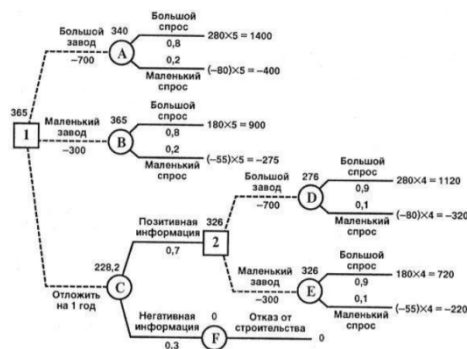 340
Большой
завод
–700
A
Большой
спрос
0,8
280×5 = 1400
0,2
Маленький
спрос
(–80)×5 = –400
365
1
Маленький
завод
–300
365
B
Большой
спрос
0,8
180×5 = 900
0,2
Маленький
спрос
(–55)×5 = –275
Отложить
на 1 год
228,2
C
Позитивная
информация
0,7
326
2
Большой
завод
–700
276
D
Большой
спрос
0,9
280×4 = 1120
0,1
Маленький
спрос
(–80)×4 = –320
Маленький
завод
–300
326
E
Большой
спрос
0,9
180×4 = 720
0,1
Маленький
спрос
(–55)×4 = –220
Негативная
информация
0,3
0
F
Отказ от
строительства
0